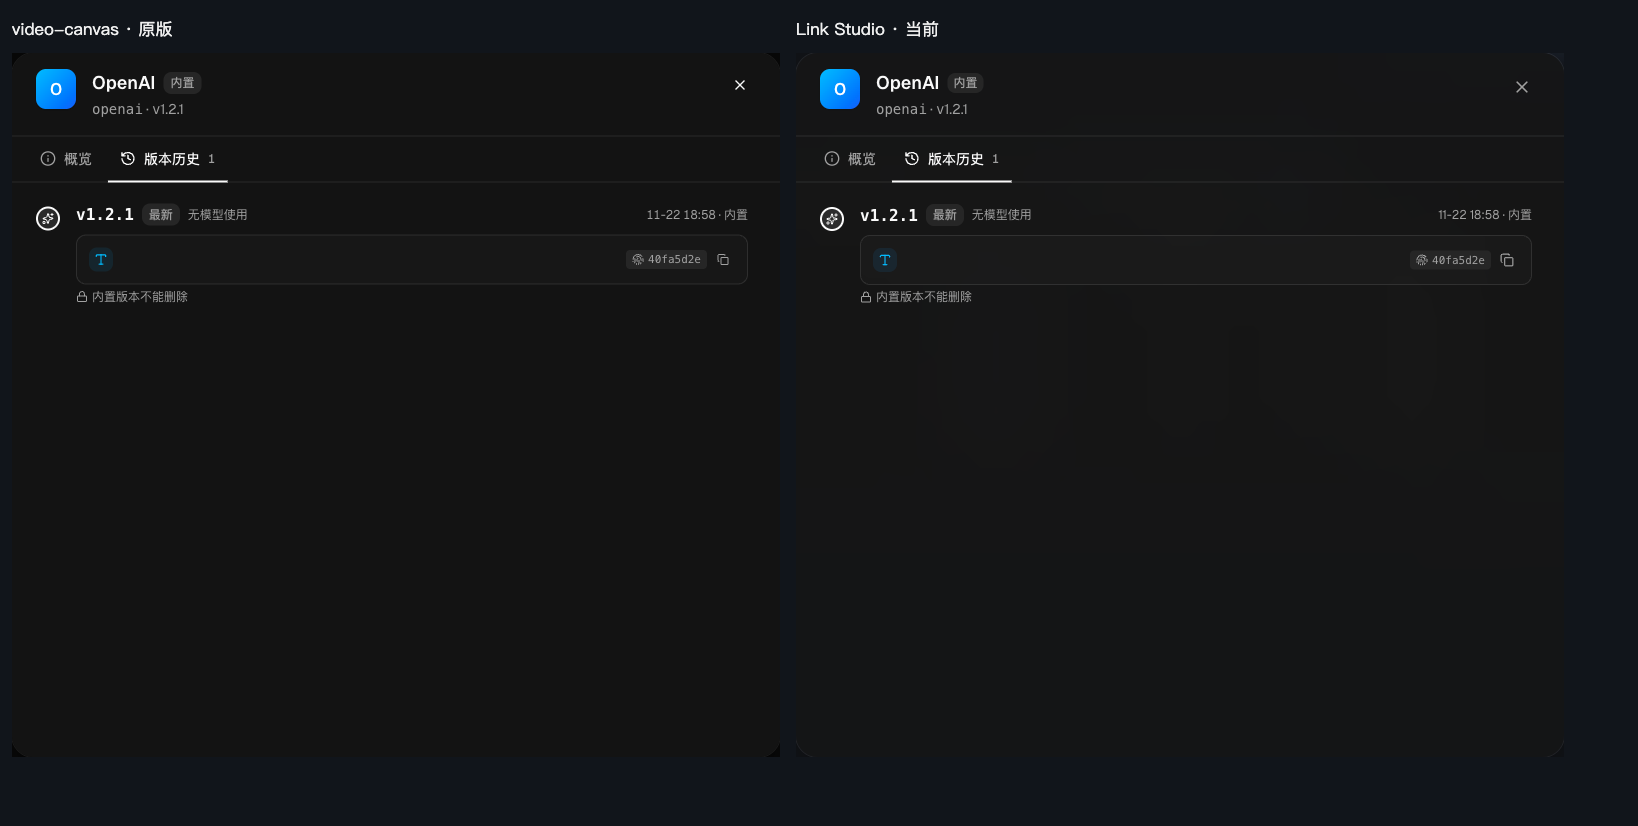 video-canvas · 原版
O
OpenAI 内置
openai · v1.2.1
概览 版本历史 1
v1.2.1 最新 无模型使用 11-22 18:58 · 内置
T 40fa5d2e
内置版本不能删除
Link Studio · 当前
O
OpenAI 内置
openai · v1.2.1
概览 版本历史 1
v1.2.1 最新 无模型使用 11-22 18:58 · 内置
T 40fa5d2e
内置版本不能删除